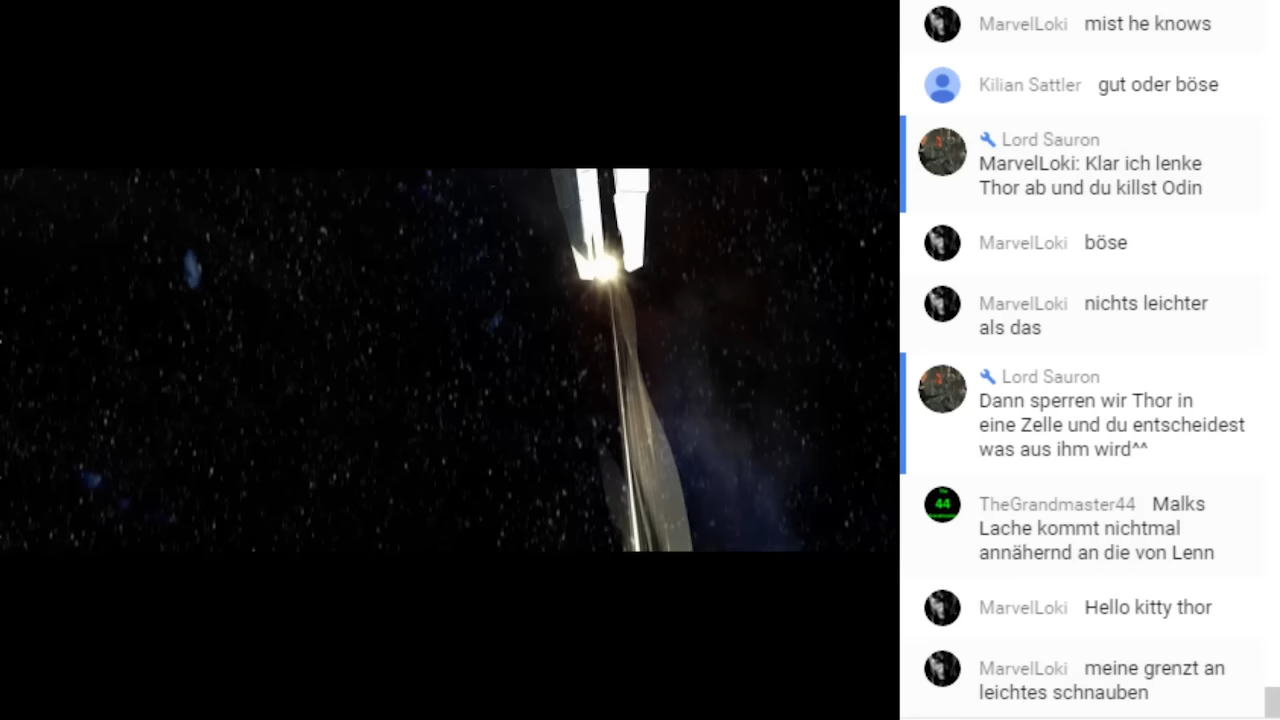 MarvelLoki mist he knows
Kilian Sattler gut oder böse
Lord Sauron
MarvelLoki: Klar ich lenke
Thor ab und du killst Odin
MarvelLoki böse
MarvelLoki nichts leichter
als das
Lord Sauron
Dann sperren wir Thor in
eine Zelle und du entscheidest
was aus ihm wird^^
44
TheGrandmaster44 Malks
Lache kommt nichtmal
annähernd an die von Lenn
MarvelLoki Hello kitty thor
MarvelLoki meine grenzt an
leichtes schnauben